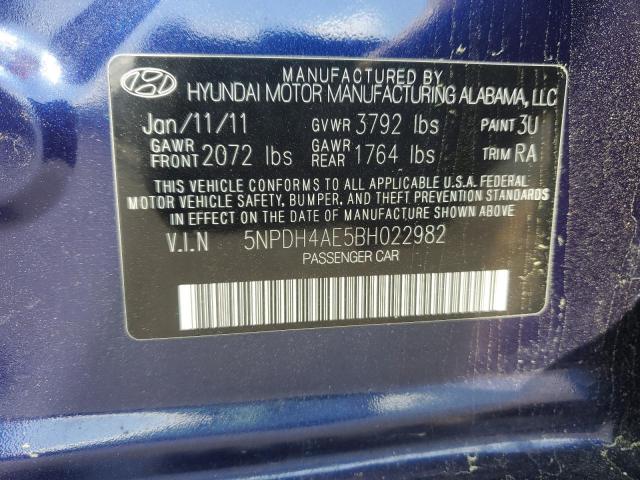 MANUFACTURED BY
HYUNDAI MOTOR MANUFACTURING ALABAMA, LLC
Jan/11/11 GVWR 3792 lbs PAINT 3U
GAWR FRONT 2072 lbs GAWR REAR 1764 lbs TRIM RA
THIS VEHICLE CONFORMS TO ALL APPLICABLE U.S.A. FEDERAL
MOTOR VEHICLE SAFETY, BUMPER, AND THEFT PREVENTION STANDARDS
IN EFFECT ON THE DATE OF MANUFACTURE SHOWN ABOVE.
V.I.N 5NPDH4AE5BH022982
PASSENGER CAR